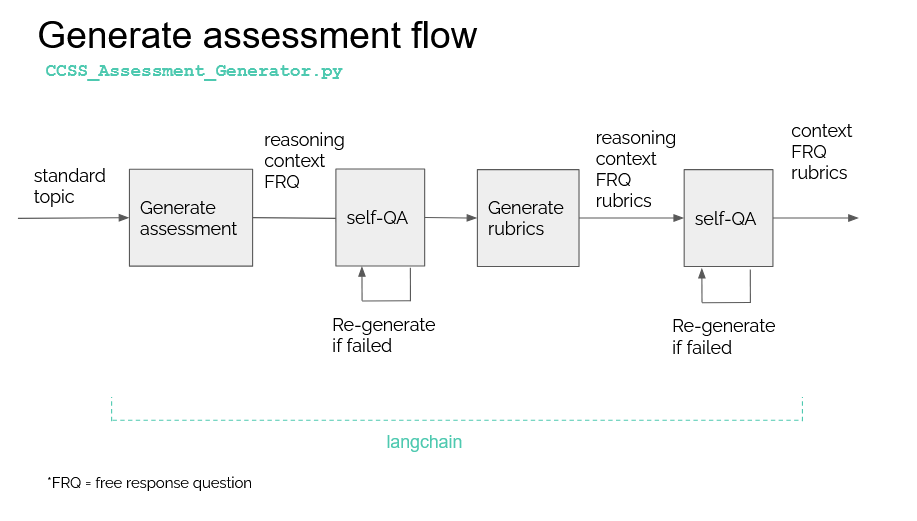 Generate assessment flow
CCSS_Assessment_Generator.py
standard
topic
Generate
assessment
reasoning
context
FRQ
self-QA
Re-generate
if failed
Generate
rubrics
reasoning
context
FRQ
rubrics
self-QA
Re-generate
if failed
context
FRQ
rubrics
langchain
*FRQ = free response question